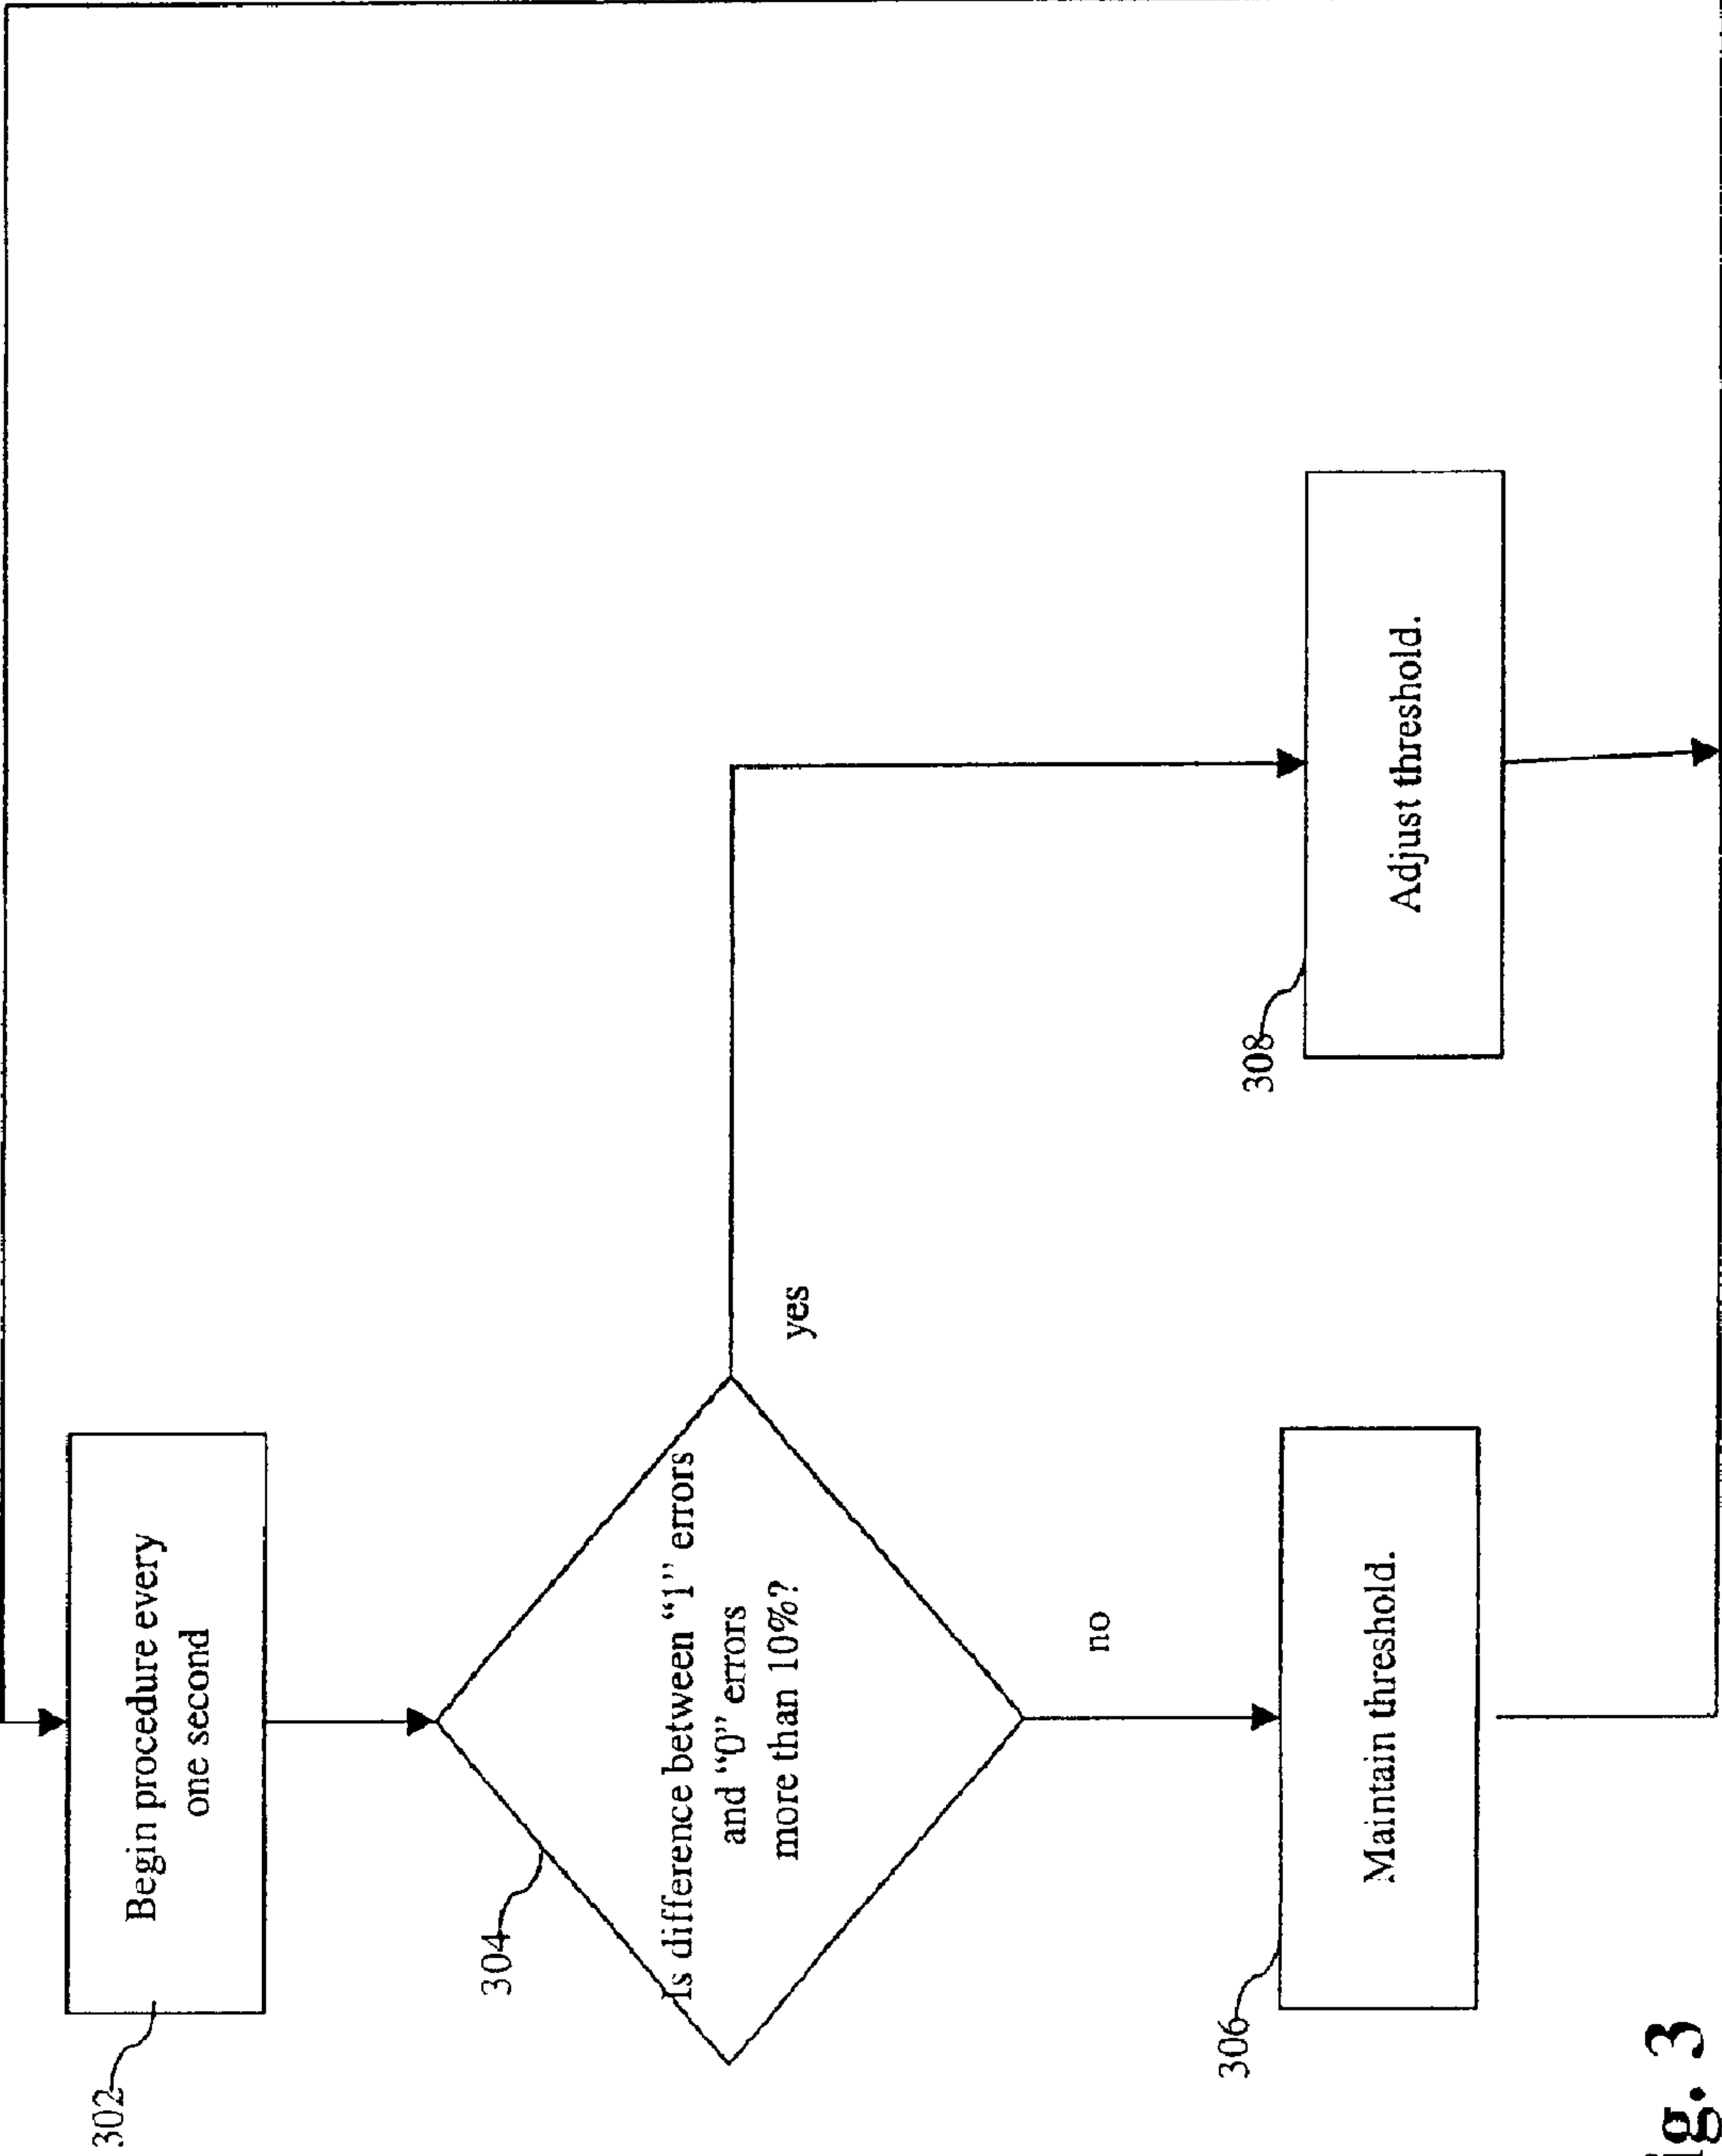 302
Begin procedure every
one second
304
Is difference between “1” errors
and “0” errors
more than 10%?
yes
no
306
Maintain threshold.
308
Adjust threshold.
g. 3